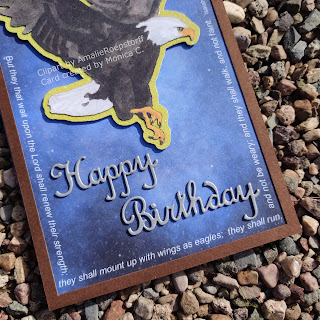 Clipart by AmalieRoepstorff
Card created by Monica C.
Happy
Birthday
But they that wait upon the Lord shall renew their strength;
they shall mount up with wings as eagles; they shall run,
and not be weary; and they shall walk, and not faint.